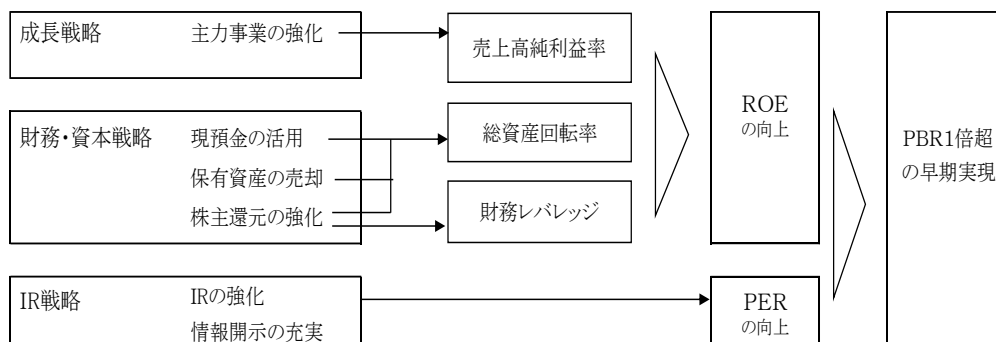 成長戦略 主力事業の強化
売上高純利益率
財務・資本戦略 現預金の活用
保有資産の売却
株主還元の強化
総資産回転率
財務レバレッジ
IR戦略 IRの強化
情報開示の充実
ROE
の向上
PER
の向上
PBR1倍超
の早期実現